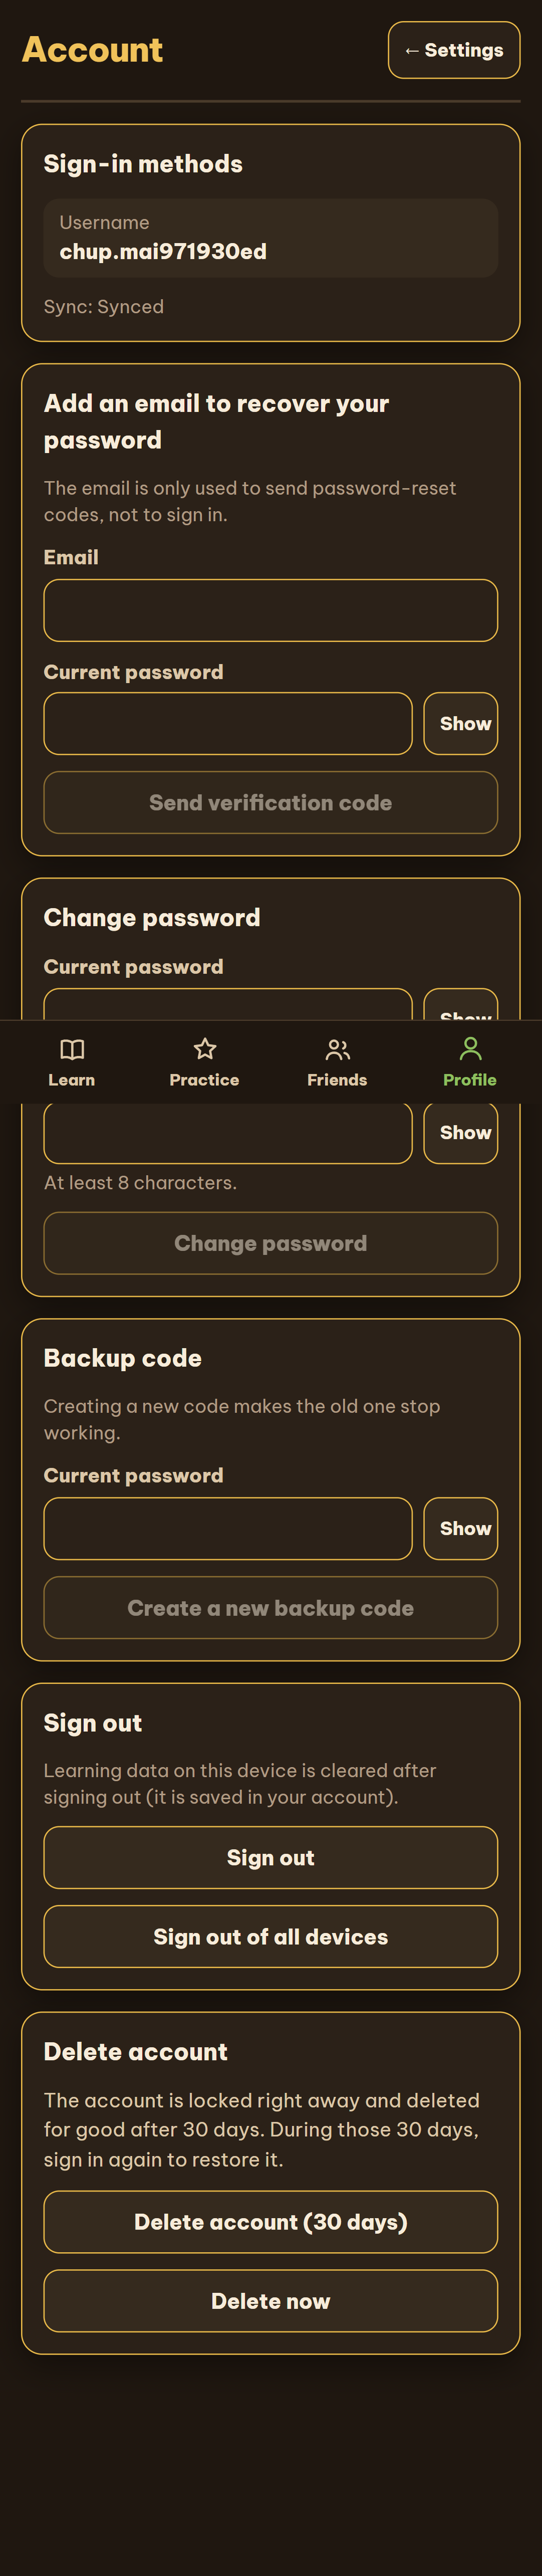 Account
← Settings
Sign-in methods
Username
chup.mai971930ed
Sync: Synced
Add an email to recover your
password
The email is only used to send password-reset
codes, not to sign in.
Email
Current password
Show
Send verification code
Change password
Current password
Show
Learn
Practice
Friends
Profile
Show
At least 8 characters.
Change password
Backup code
Creating a new code makes the old one stop
working.
Current password
Show
Create a new backup code
Sign out
Learning data on this device is cleared after
signing out (it is saved in your account).
Sign out
Sign out of all devices
Delete account
The account is locked right away and deleted
for good after 30 days. During those 30 days,
sign in again to restore it.
Delete account (30 days)
Delete now